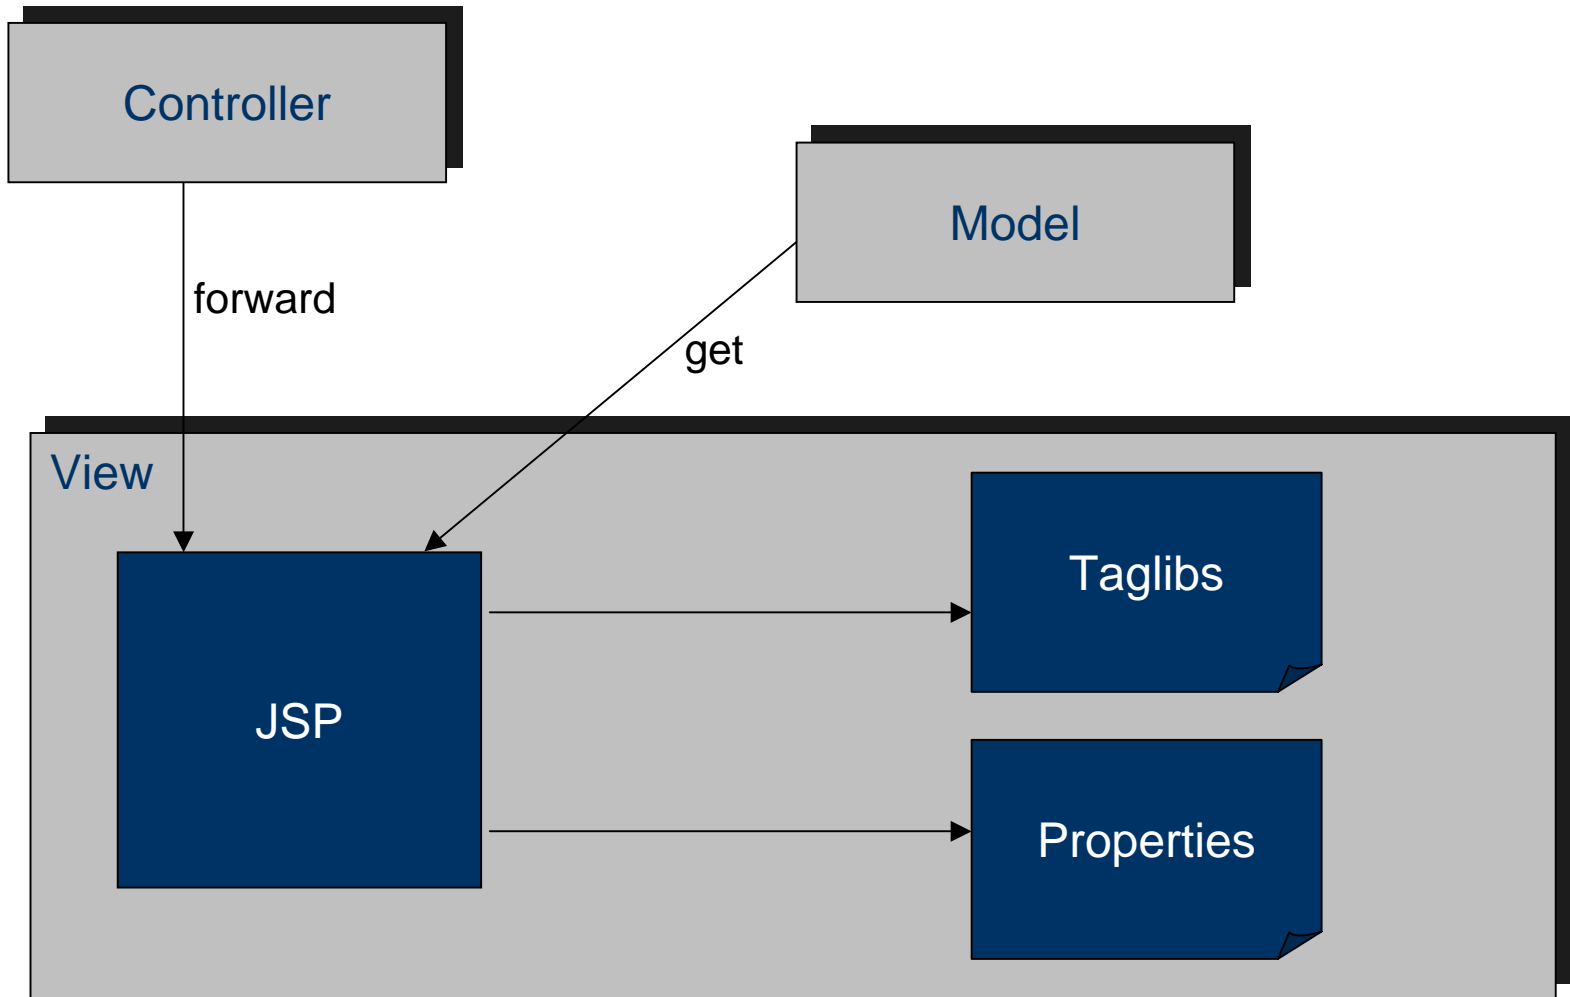 Controller
Model
forward
get
View
Taglibs
JSP
Properties